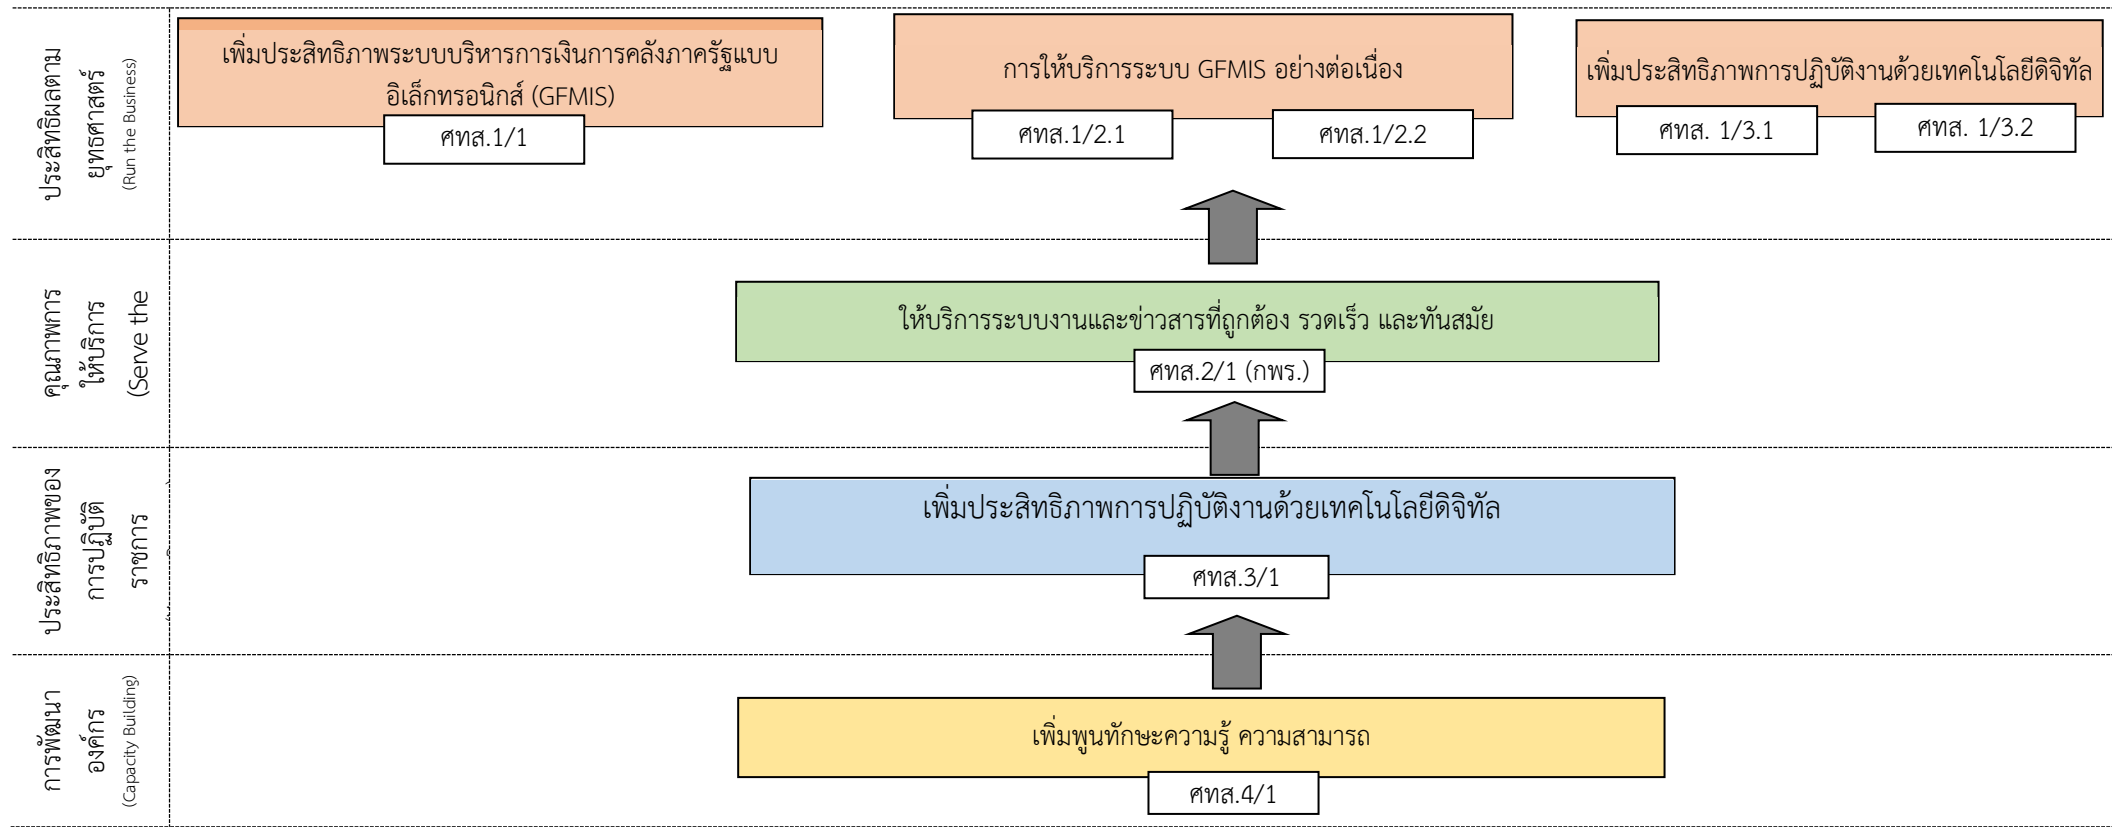 ประสิทธิผลตาม
ยุทธศาสตร์
(Run the Business)
เพิ่มประสิทธิภาพระบบบริหารการเงินการคลังภาครัฐแบบ
อิเล็กทรอนิกส์ (GFMIS)
ศทส.1/1
การให้บริการระบบ GFMIS อย่างต่อเนื่อง
ศทส.1/2.1
ศทส.1/2.2
เพิ่มประสิทธิภาพการปฏิบัติงานด้วยเทคโนโลยีดิจิทัล
ศทส. 1/3.1
ศทส. 1/3.2
คุณภาพการ
ให้บริการ
(Serve the
ให้บริการระบบงานและข่าวสารที่ถูกต้อง รวดเร็ว และทันสมัย
ศทส.2/1 (กพร.)
ประสิทธิภาพของ
การปฏิบัติ
ราชการ
เพิ่มประสิทธิภาพการปฏิบัติงานด้วยเทคโนโลยีดิจิทัล
ศทส.3/1
การพัฒนา
องค์กร
(Capacity Building)
เพิ่มพูนทักษะความรู้ ความสามารถ
ศทส.4/1